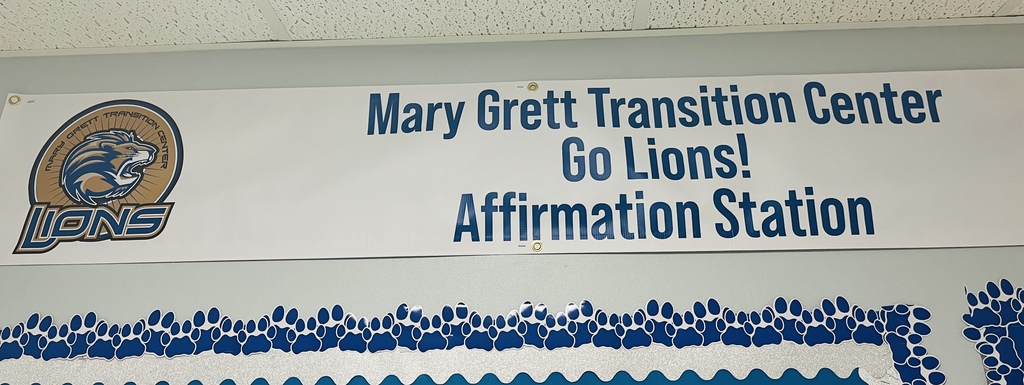 MARY GRETT TRANSITION CENTER
LIONS
Mary Grett Transition Center
Go Lions!
Affirmation Station